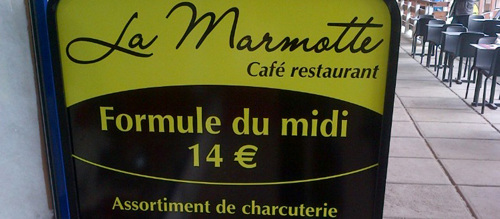 La Marmotte
Café restaurant
Formule du midi
14 €
Assortiment de charcuterie